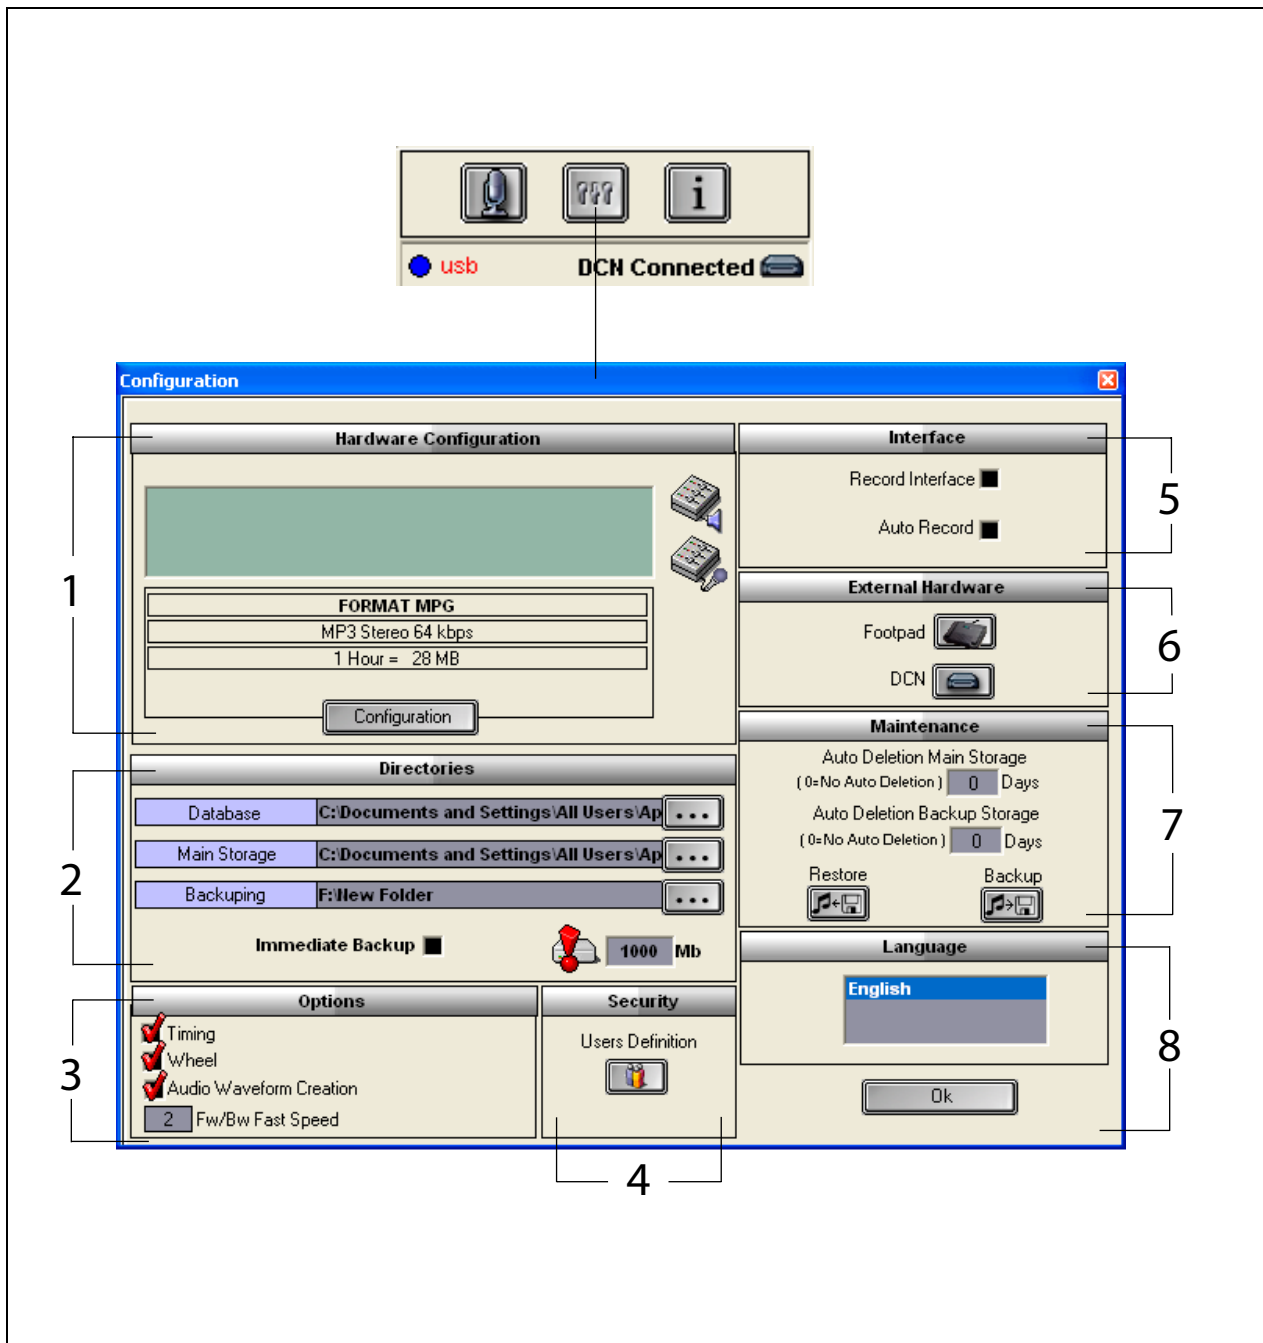 i
usb DCN Connected
Configuration
1
Hardware Configuration
FORMAT MPG
MP3 Stereo 64 kbps
1 Hour = 28 MB
Configuration
2
Directories
Database C:\Documents and Settings\All Users\Ap ...
Main Storage C:\Documents and Settings\All Users\Ap ...
Backuping F:\New Folder ...
Immediate Backup 1000 Mb
3
Options
Timing
Wheel
Audio Waveform Creation
2 Fw/Bw Fast Speed
Security
Users Definition
4
Interface
Record Interface
Auto Record
5
External Hardware
Footpad
DCN
6
Maintenance
Auto Deletion Main Storage
( 0=No Auto Deletion ) 0 Days
Auto Deletion Backup Storage
( 0=No Auto Deletion ) 0 Days
Restore Backup
7
Language
English
8
Ok